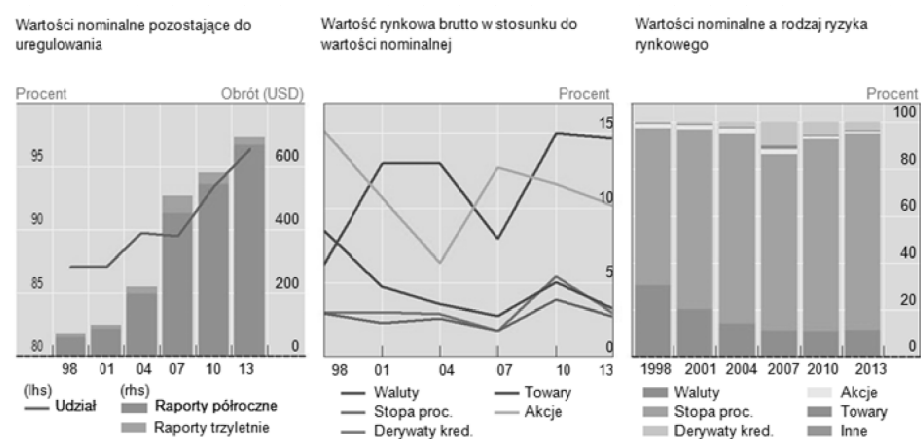 Wartości nominalne pozostające do
uregulowania
Procent Obrót (USD)
95
90
85
80
600
400
200
0
98 01 04 07 10 13
(lhs) (rhs)
Udział
Raporty półroczne
Raporty trzyletnie
Wartość rynkowa brutto w stosunku do
wartości nominalnej
Procent
15
10
5
0
98 01 04 07 10 13
Waluty Towary
Stopa proc. Akcje
Derywaty kred.
Wartości nominalne a rodzaj ryzyka
rynkowego
Procent
100
80
60
40
20
0
1998 2001 2004 2007 2010 2013
Waluty Akcje
Stopa proc. Towary
Derywaty kred. Inne